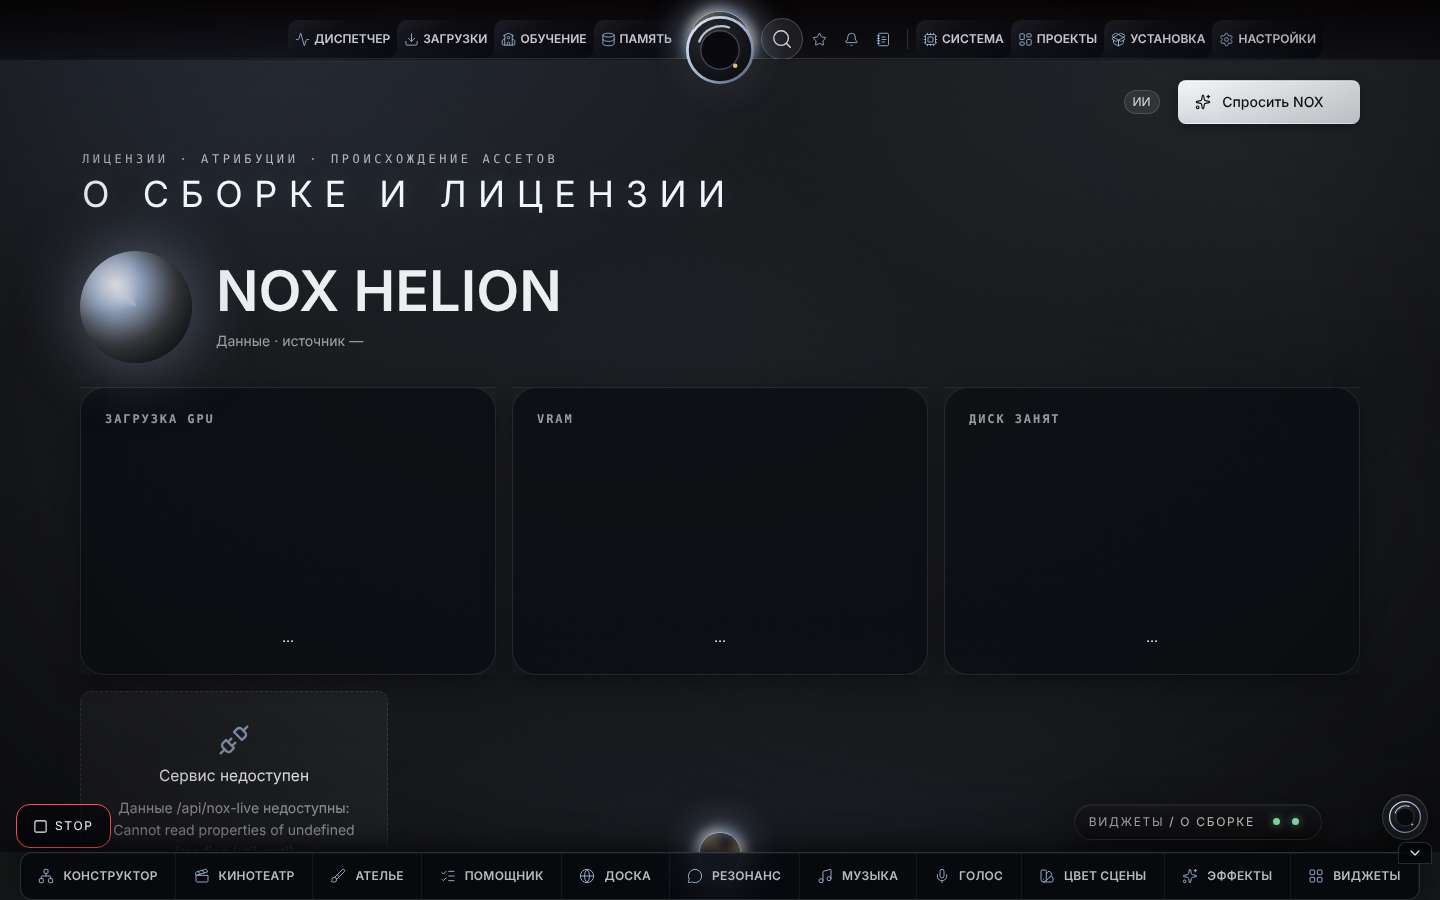 ДИСПЕТЧЕР ЗАГРУЗКИ ОБУЧЕНИЕ ПАМЯТЬ СИСТЕМА ПРОЕКТЫ УСТАНОВКА НАСТРОЙКИ
ИИ Спросить NOX
ЛИЦЕНЗИИ · АТРИБУЦИИ · ПРОИСХОЖДЕНИЕ АССЕТОВ
О СБОРКЕ И ЛИЦЕНЗИИ
NOX HELION
Данные · источник —
ЗАГРУЗКА GPU VRAM ДИСК ЗАНЯТ
... ... ...
Сервис недоступен
Данные /api/nox-live недоступны:
Cannot read properties of undefined
STOP
ВИДЖЕТЫ / О СБОРКЕ
КОНСТРУКТОР КИНОТЕАТР АТЕЛЬЕ ПОМОЩНИК ДОСКА РЕЗОНАНС МУЗЫКА ГОЛОС ЦВЕТ СЦЕНЫ ЭФФЕКТЫ ВИДЖЕТЫ